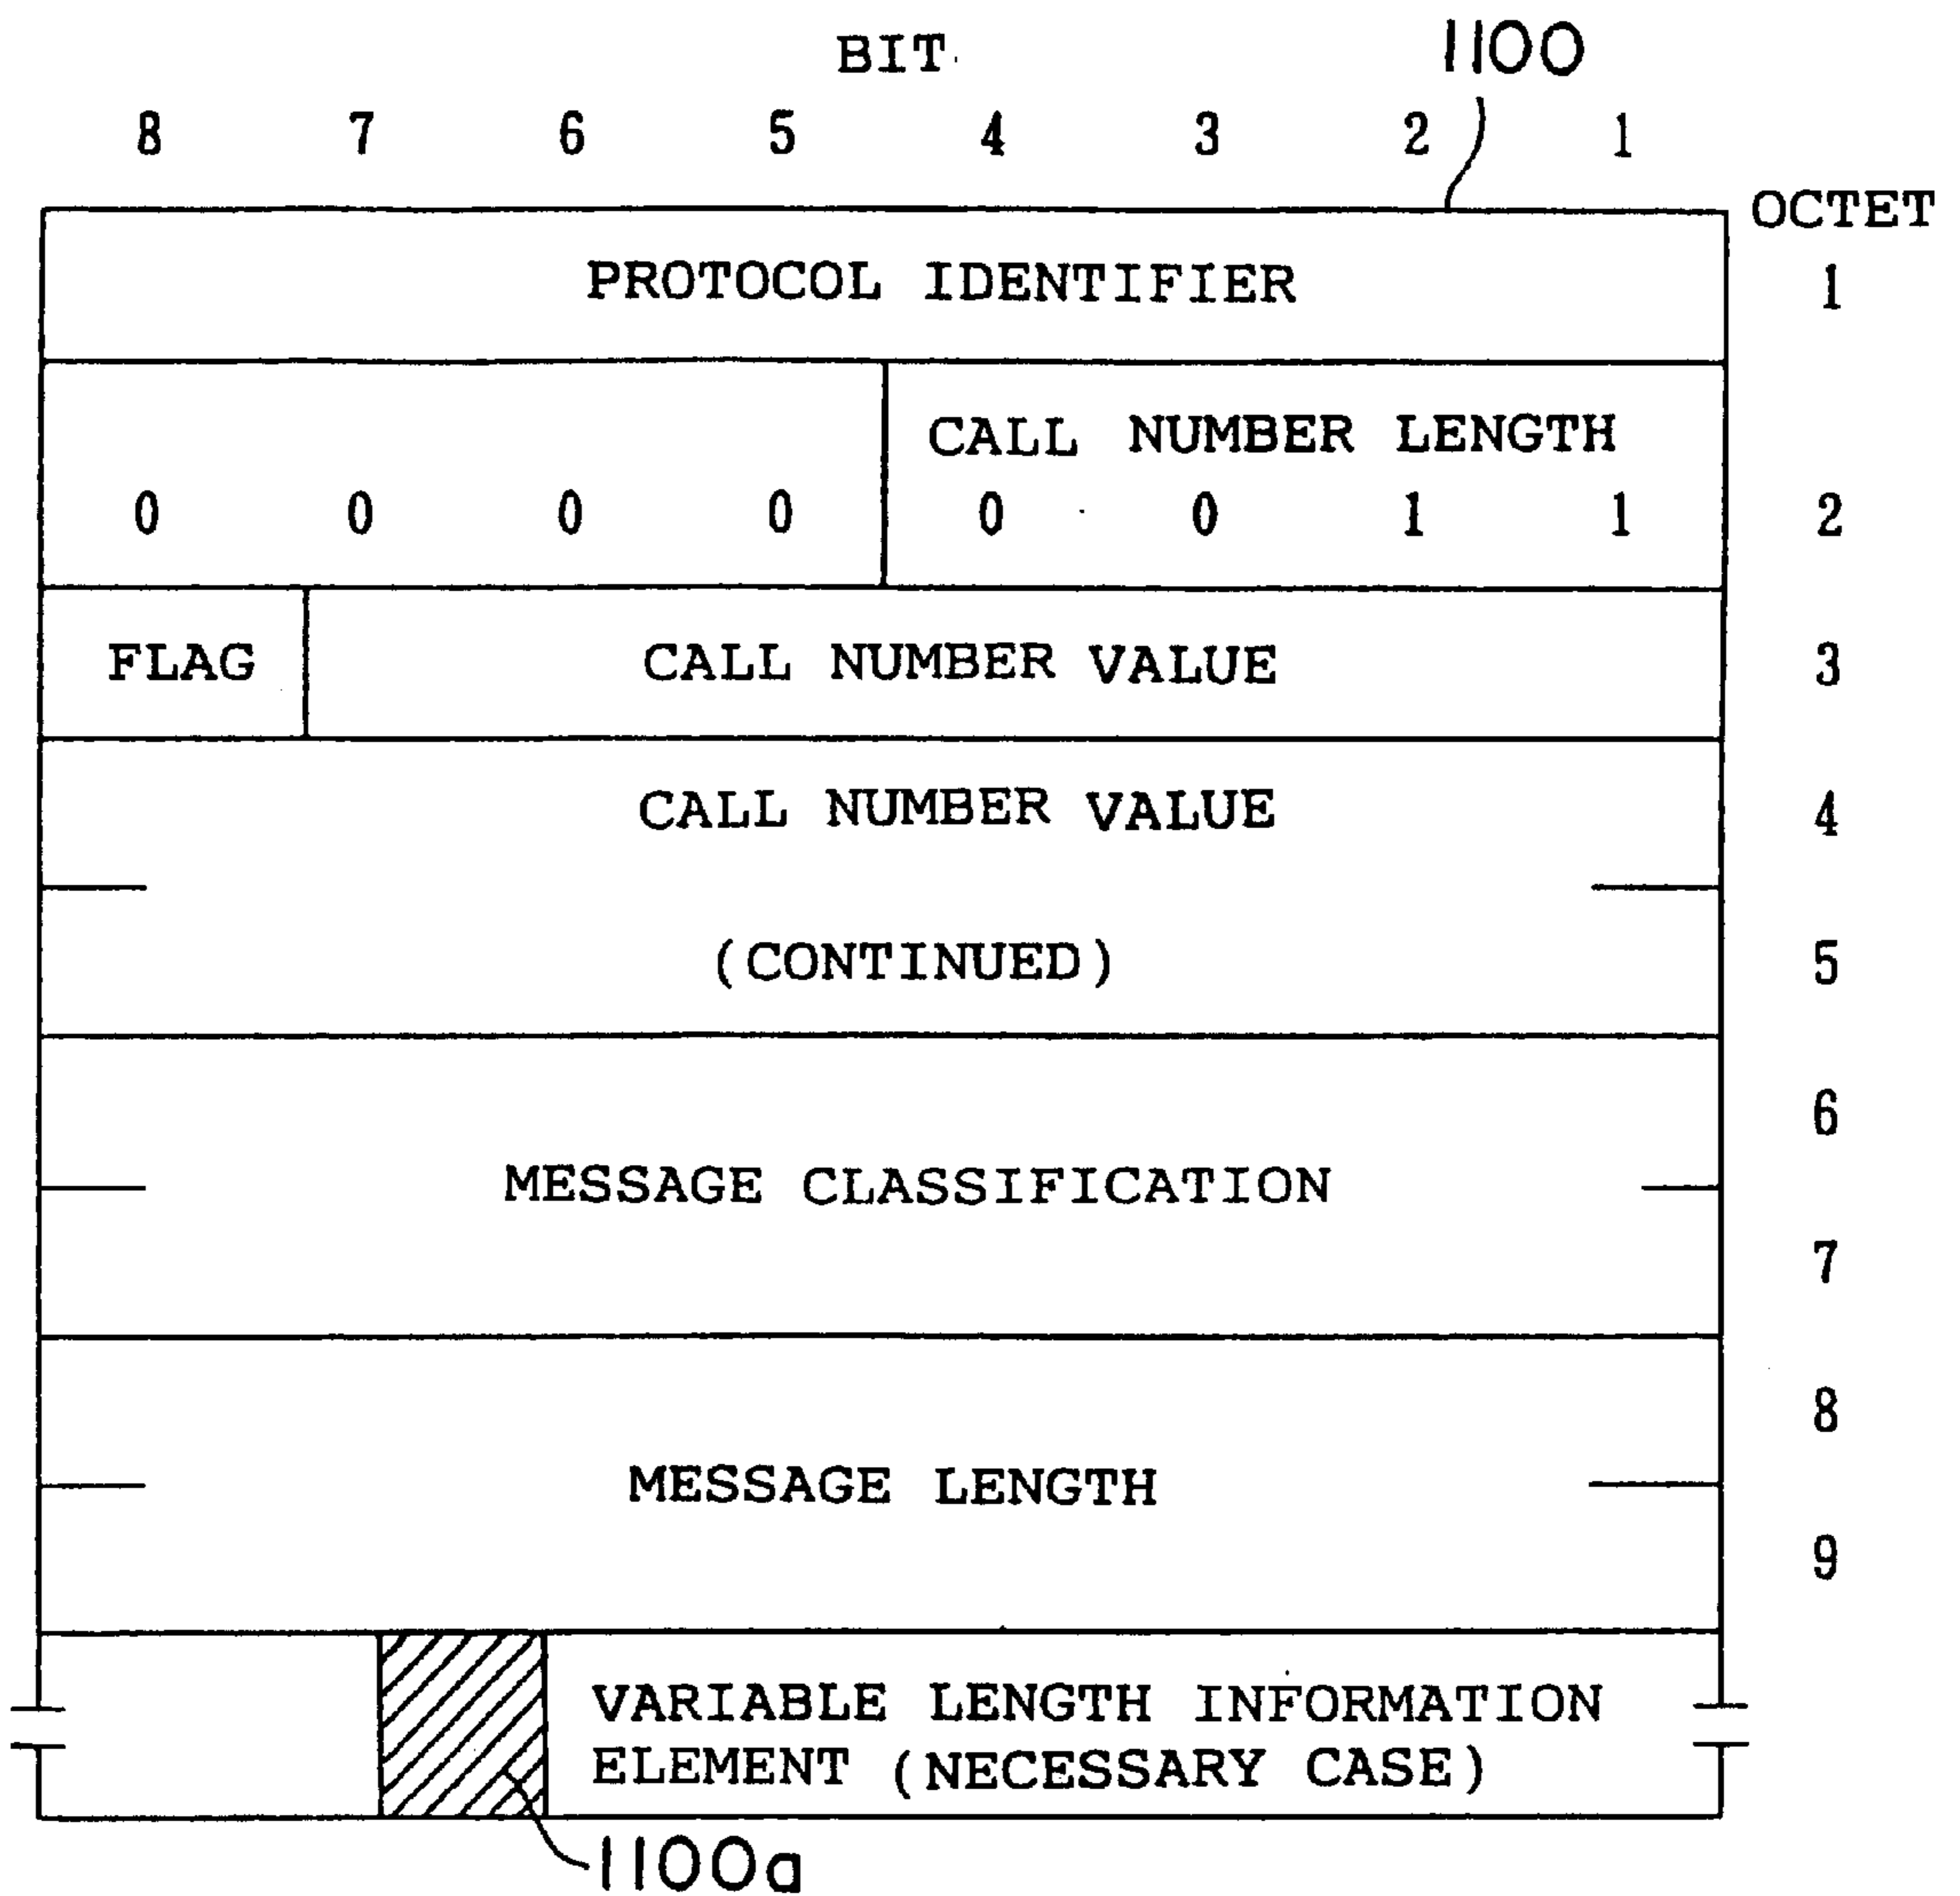 BIT
1100
8 7 6 5 4 3 2 1
OCTET
PROTOCOL IDENTIFIER 1
CALL NUMBER LENGTH
0 0 0 0 0 0 1 1 2
FLAG CALL NUMBER VALUE 3
CALL NUMBER VALUE 4
(CONTINUED) 5
6
MESSAGE CLASSIFICATION
7
8
MESSAGE LENGTH
9
VARIABLE LENGTH INFORMATION
ELEMENT (NECESSARY CASE)
1100a